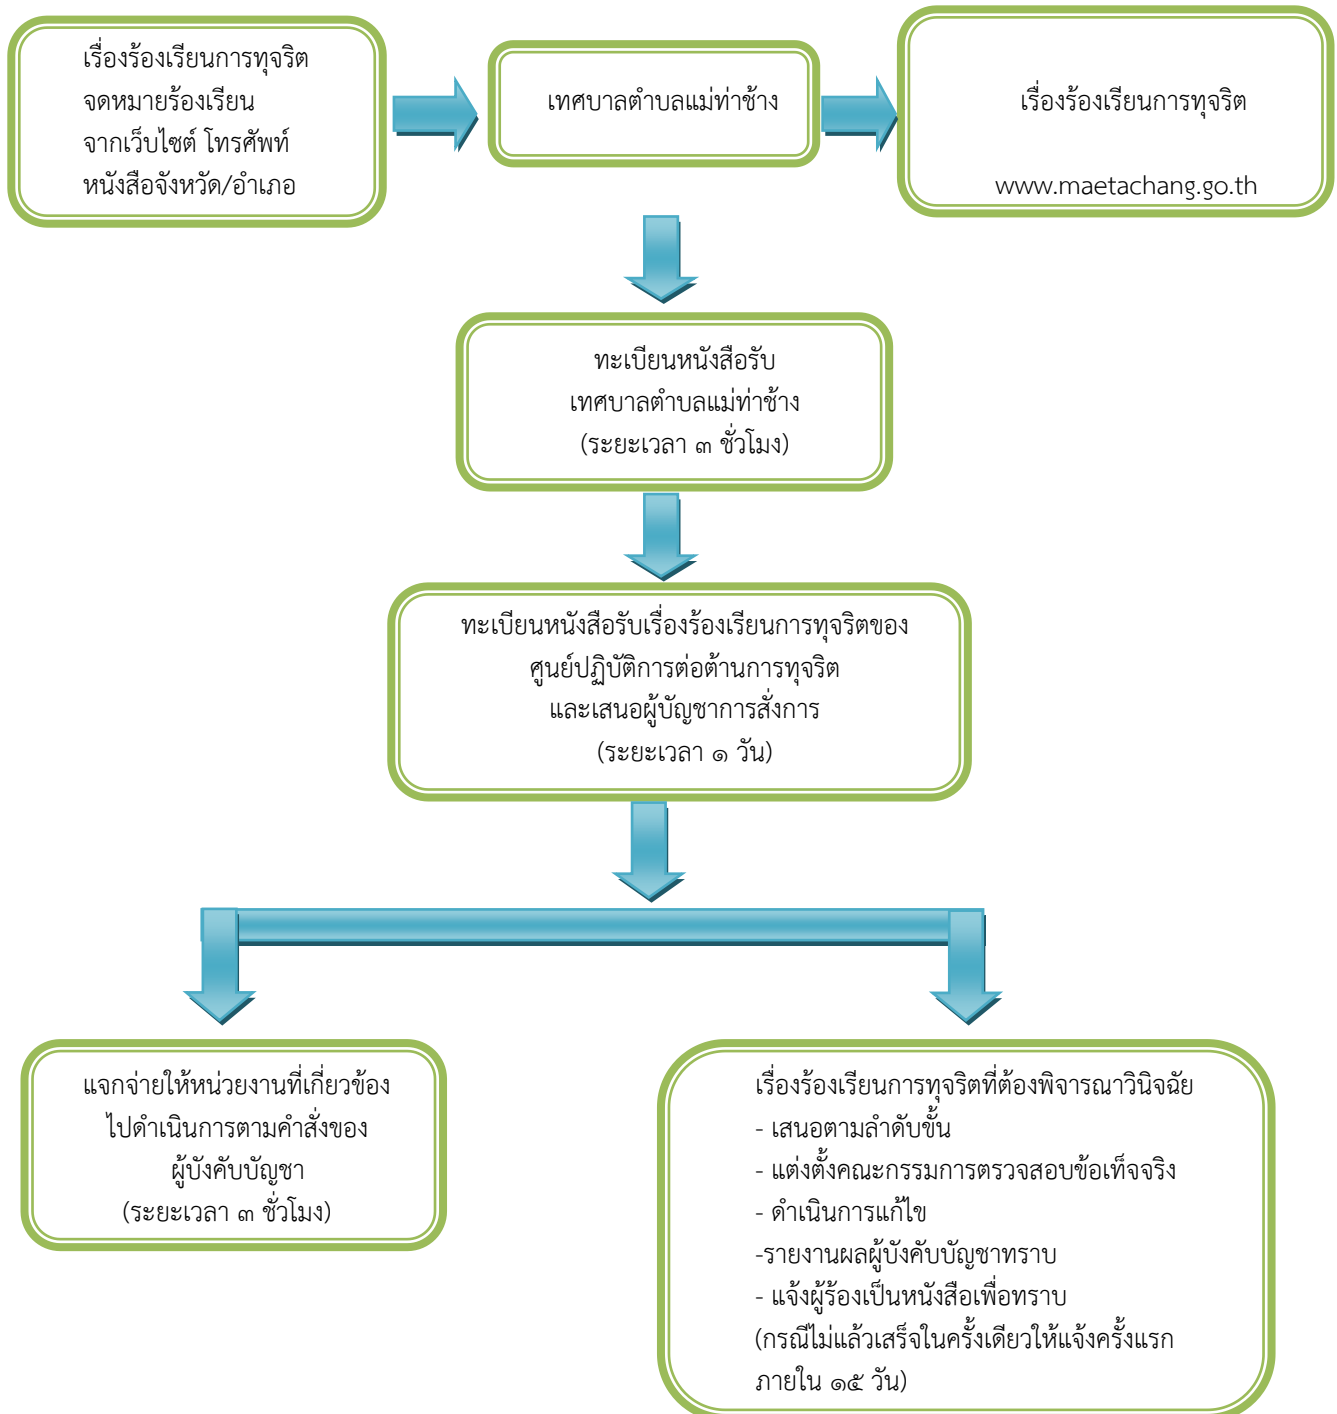 เรื่องร้องเรียนการทุจริต
จดหมายร้องเรียน
จากเว็บไซต์ โทรศัพท์
หนังสือจังหวัด/อำเภอ
เทศบาลตำบลแม่ท่าช้าง
เรื่องร้องเรียนการทุจริต
www.maetachang.go.th
ทะเบียนหนังสือรับ
เทศบาลตำบลแม่ท่าช้าง
(ระยะเวลา ๓ ชั่วโมง)
ทะเบียนหนังสือรับเรื่องร้องเรียนการทุจริตของ
ศูนย์ปฏิบัติการต่อต้านการทุจริต
และเสนอผู้บัญชาการสั่งการ
(ระยะเวลา ๑ วัน)
แจกจ่ายให้หน่วยงานที่เกี่ยวข้อง
ไปดำเนินการตามคำสั่งของ
ผู้บังคับบัญชา
(ระยะเวลา ๓ ชั่วโมง)
เรื่องร้องเรียนการทุจริตที่ต้องพิจารณาวินิจฉัย
- เสนอตามลำดับขั้น
- แต่งตั้งคณะกรรมการตรวจสอบข้อเท็จจริง
- ดำเนินการแก้ไข
-รายงานผลผู้บังคับบัญชาทราบ
- แจ้งผู้ร้องเป็นหนังสือเพื่อทราบ
(กรณีไม่แล้วเสร็จในครั้งเดียวให้แจ้งครั้งแรก
ภายใน ๑๕ วัน)